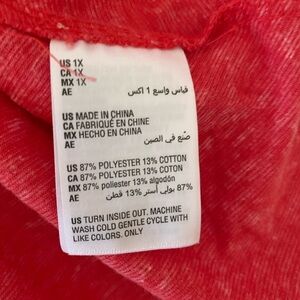 US 1X
CA 1X
MX 1X
AE قياس واسع 1 اكس
US MADE IN CHINA
CA FABRIQUÉ EN CHINE
MX HECHO EN CHINA
AE صنع في الصين
US 87% POLYESTER 13% COTTON
CA 87% POLYESTER 13% COTON
MX 87% poliester 13% algodón
AE 87% بولي أستر 13% قطن
US TURN INSIDE OUT. MACHINE
WASH COLD GENTLE CYCLE WITH
LIKE COLORS. ONLY